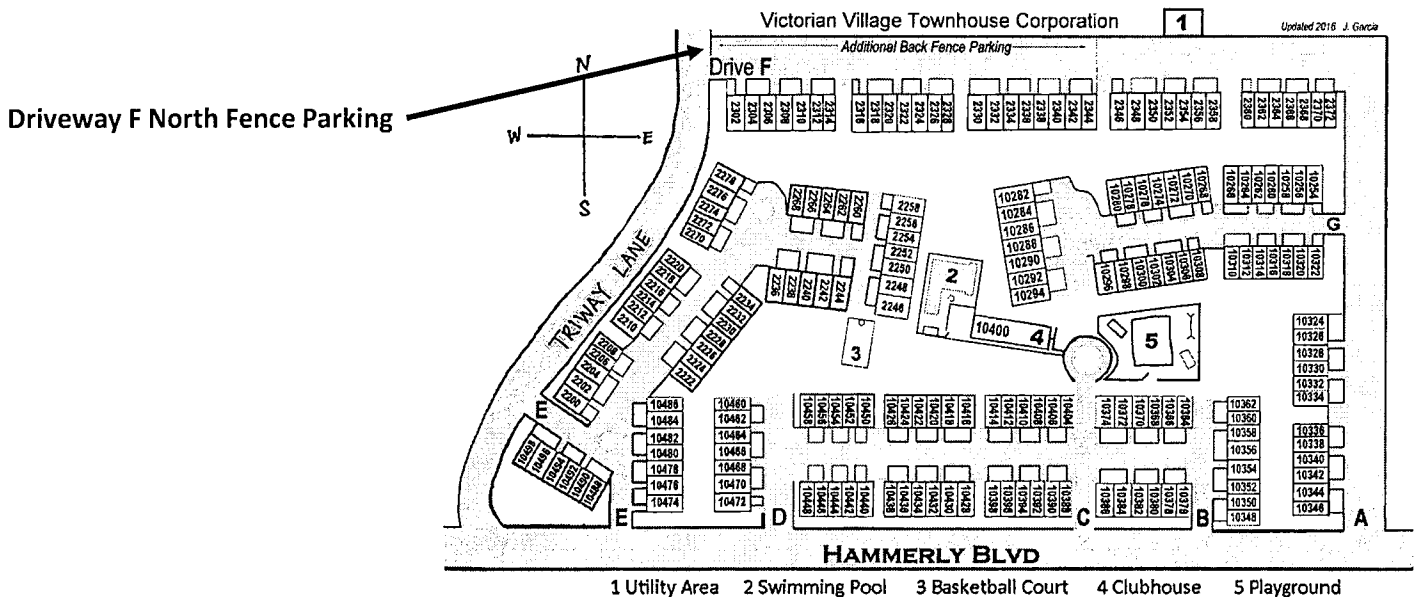 Victorian Village Townhouse Corporation
1
Updated 2016 J. Garcia
Additional Back Fence Parking
Drive F
N
Driveway F North Fence Parking
W E
S
2302 2304 2306 2308 2310 2312 2314
2316 2318 2320 2322 2324 2326 2328
2330 2332 2334 2336 2338 2340 2342 2344
2346 2348 2350 2352 2354 2356 2358
2360 2362 2364 2366 2368 2370 2372
2278
2276
2274
2272
2270
2268 2266 2264 2262 2260
2258
2256
2254
2252
2250
2248
2246
10282
10284
10286
10288
10290
10292
10294
10280 10278 10276 10274 10272 10270 10268
10266 10264 10262 10260 10258 10256 10254
G
TRIWAY LANE
2220
2218
2216
2214
2212
2210
2236 2238 2240 2242 2244
2
10296 10298 10300 10302 10304 10306 10308
10310 10312 10314 10316 10318 10320 10322
2234
2232
2230
2228
2226
2224
2222
3
10400 4
5
10324
10326
10328
10330
10332
10334
2208
2206
2204
2202
2200
E
10486
10484
10482
10480
10478
10476
10474
10460
10462
10464
10466
10468
10470
10472
10458 10456 10454 10452 10450
10426 10424 10422 10420 10418 10416
10414 10412 10410 10408 10406 10404
10374 10372 10370 10368 10366 10364
10362
10360
10358
10356
10354
10352
10350
10348
10336
10338
10340
10342
10344
10346
10498 10496 10494 10492 10490 10488
10448 10446 10444 10442 10440
10438 10436 10434 10432 10430 10428
10398 10396 10394 10392 10390 10388
10386 10384 10382 10380 10378 10376
E D C B A
HAMMERLY BLVD
1 Utility Area 2 Swimming Pool 3 Basketball Court 4 Clubhouse 5 Playground